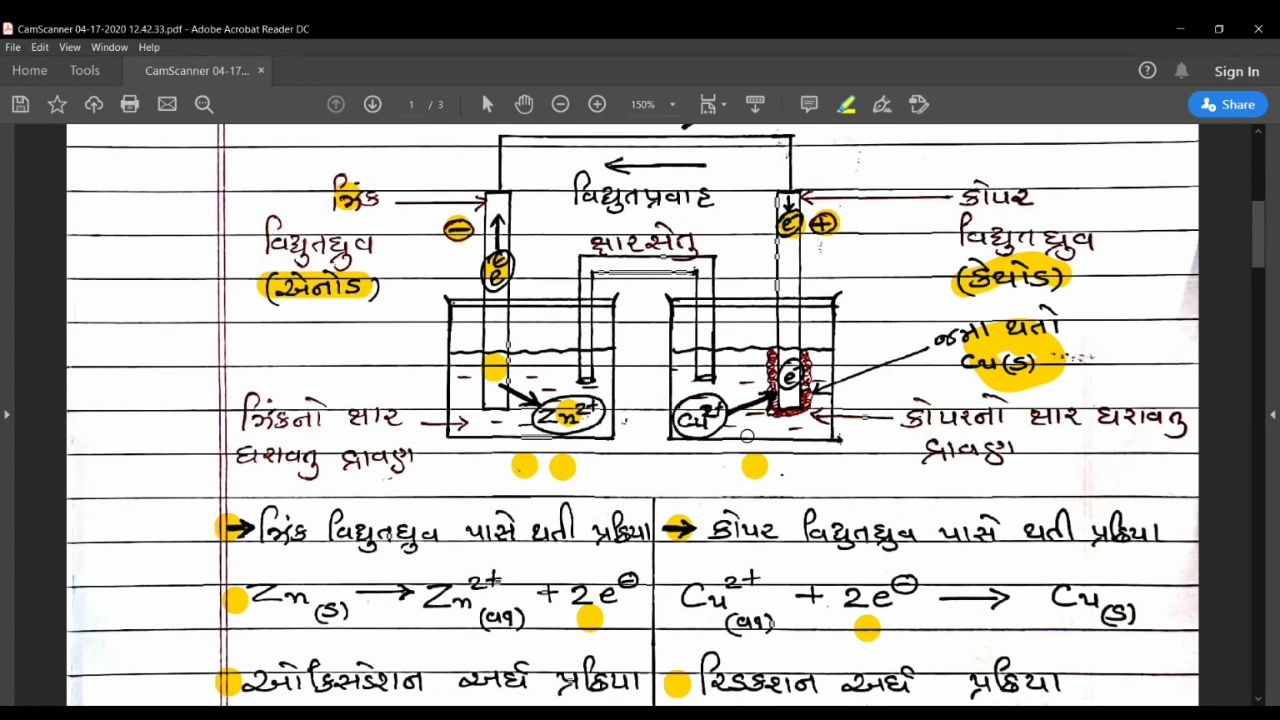 CamScanner 04-17-2020 12.42.33.pdf - Adobe Acrobat Reader DC
File Edit View Window Help
Home Tools CamScanner 04-17... × Sign In
1 / 3 150% Share
ઝિંક
વિદ્યુતધ્રુવ
(એનોડ)
−
e
e
વિદ્યુતપ્રવાહ
ક્ષારસેતુ
e
+
કોપર
વિદ્યુતધ્રુવ
(કેથોડ)
જમા થતો
Cu(s)
e
Zn²⁺
Cu²⁺
ઝિંકનો ક્ષાર
ધરાવતુ દ્રાવણ
કોપરનો ક્ષાર ધરાવતુ
દ્રાવણ
→ ઝિંક વિદ્યુતધ્રુવ પાસે થતી પ્રક્રિયા
Zn(s) ⟶ Zn²⁺(વાય) + 2e⊖
ઓક્સિડેશન અર્ધ પ્રક્રિયા
→ કોપર વિદ્યુતધ્રુવ પાસે થતી પ્રક્રિયા
Cu²⁺(વાય) + 2e⊖ ⟶ Cu(s)
રિડક્શન અર્ધ પ્રક્રિયા